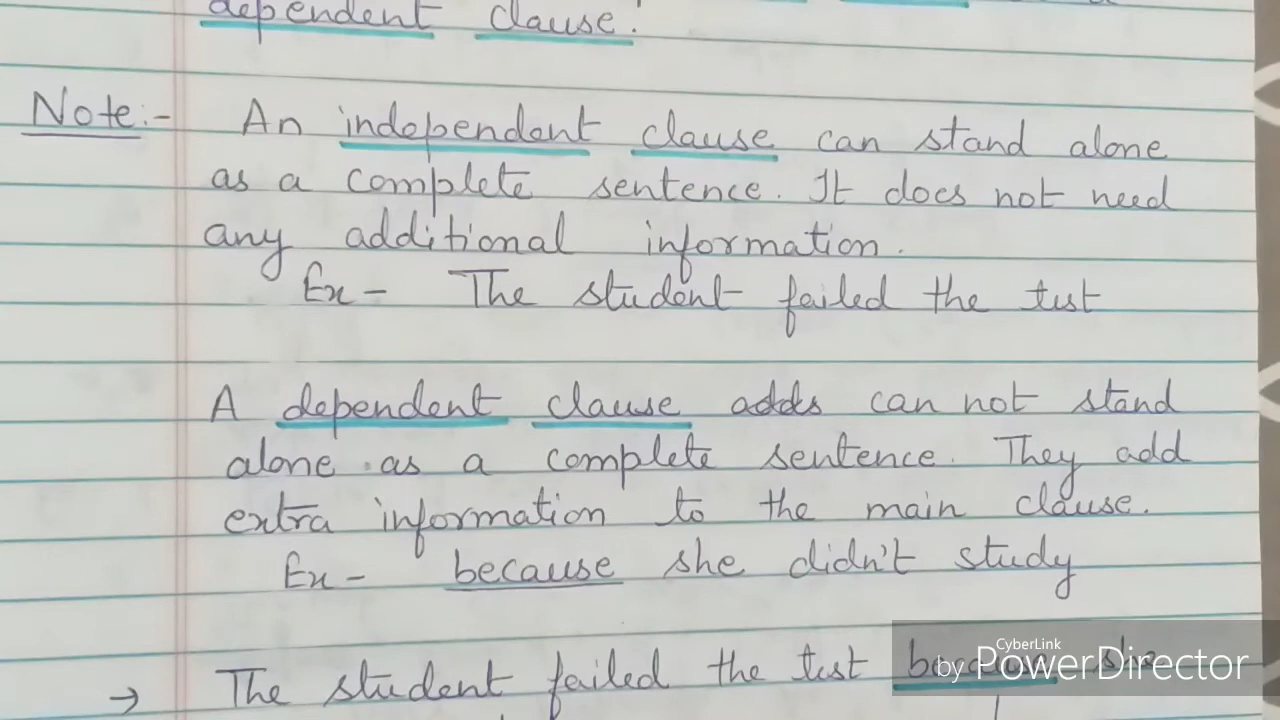 dependent clause.
Note:- An independent clause can stand alone
as a complete sentence. It does not need
any additional information.
Ex - The student failed the test
A dependent clause adds can not stand
alone as a complete sentence. They add
extra information to the main clause.
Ex - because she didn't study
→ The student failed the test because she
CyberLink
by PowerDirector